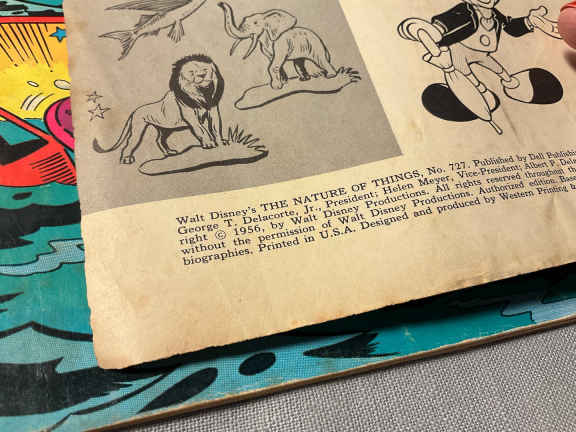 Walt Disney's THE NATURE OF THINGS, No. 727. Published by Dell Publishi
George T. Delacorte, Jr., President; Helen Meyer, Vice-President; Albert P. Dela
right © 1956, by Walt Disney Productions. All rights reserved throughout th
without the permission of Walt Disney Productions. Authorized edition. Base
biographies. Printed in U.S.A. Designed and produced by Western Printing &